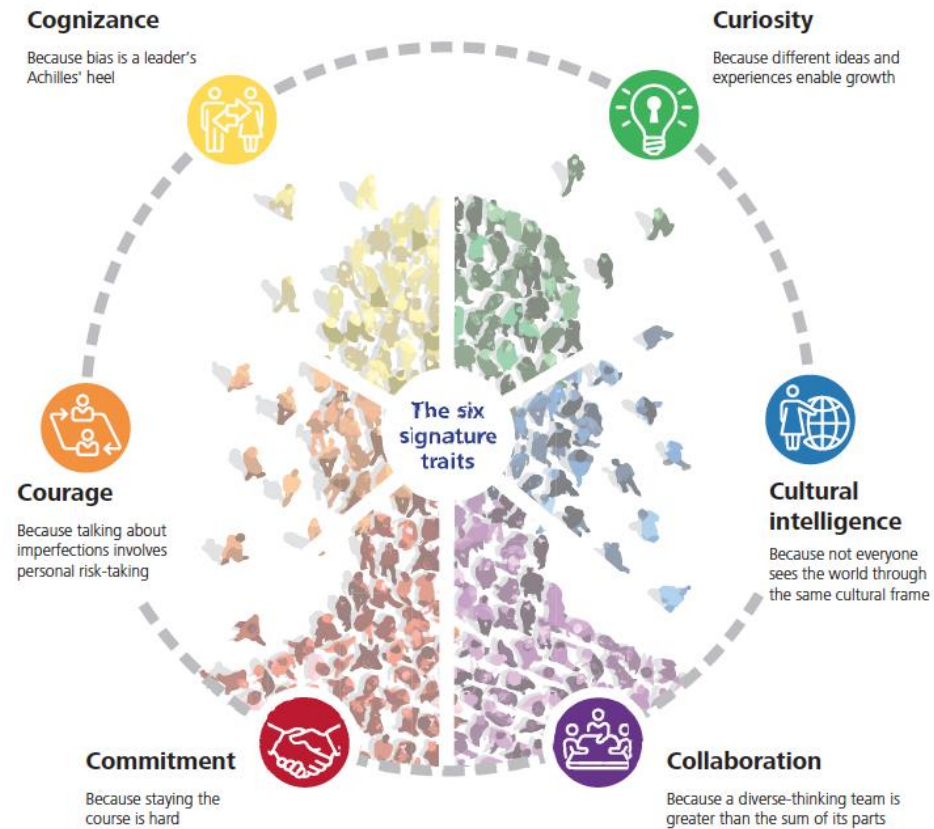 Cognizance
Because bias is a leader's
Achilles' heel
Curiosity
Because different ideas and
experiences enable growth
The six
signature
traits
Courage
Because talking about
imperfections involves
personal risk-taking
Cultural
intelligence
Because not everyone
sees the world through
the same cultural frame
Commitment
Because staying the
course is hard
Collaboration
Because a diverse-thinking team is
greater than the sum of its parts